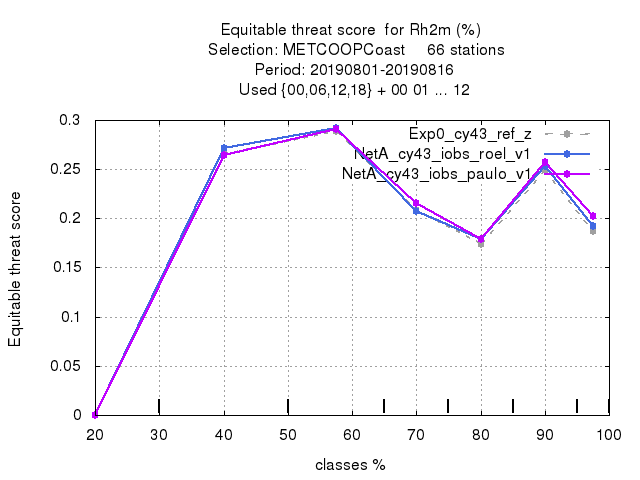 Equitable threat score  for Rh2m (%)
Selection: METCOOPCoast     66 stations
Period: 20190801-20190816
Used {00,06,12,18} + 00 01 ... 12
Exp0_cy43_ref_z
NetA_cy43_iobs_roel_v1
NetA_cy43_iobs_paulo_v1
Equitable threat score
0.3
0.25
0.2
0.15
0.1
0.05
0
20 30 40 50 60 70 80 90 100
classes %